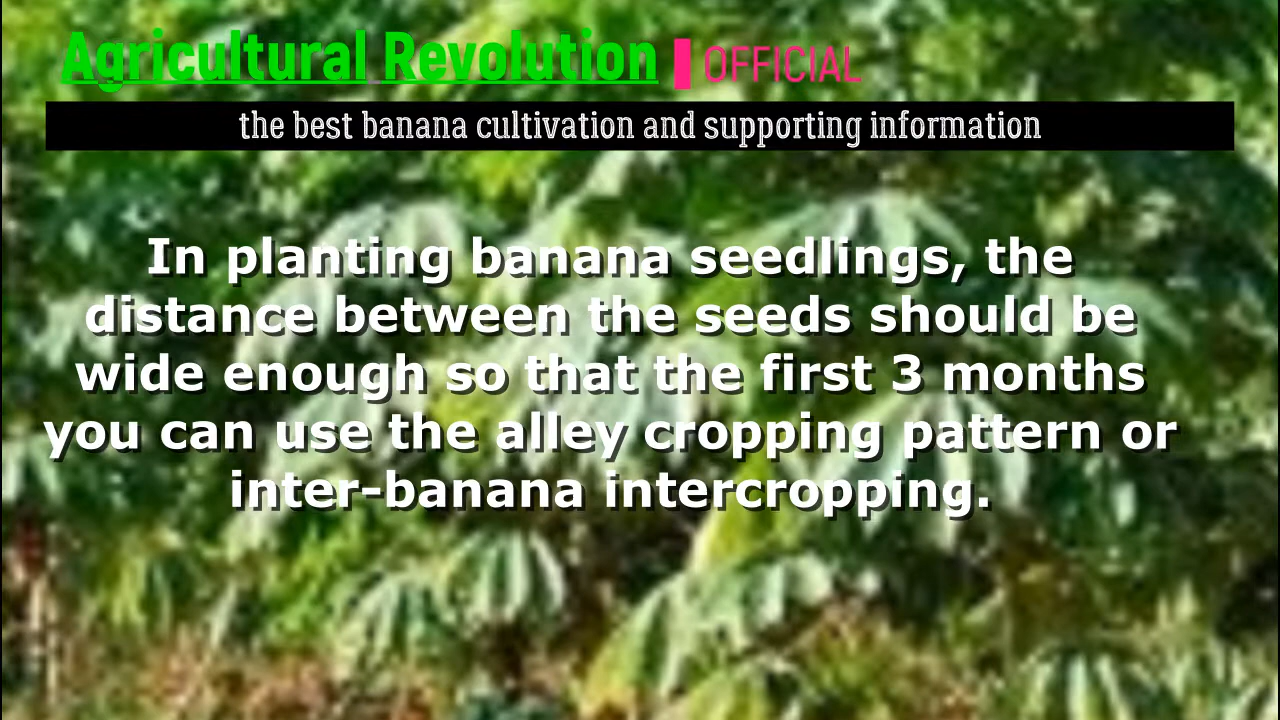 Agricultural Revolution OFFICIAL
the best banana cultivation and supporting information
In planting banana seedlings, the
distance between the seeds should be
wide enough so that the first 3 months
you can use the alley cropping pattern or
inter-banana intercropping.